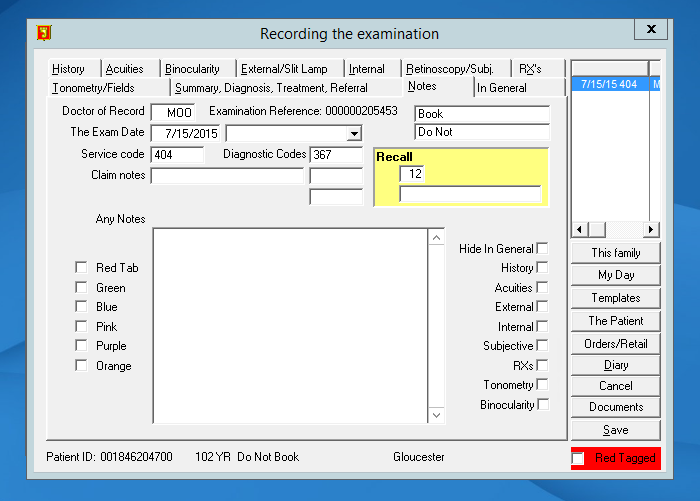 Recording the examination
x
History Acuities Binocularity External/Slit Lamp Internal Retinoscopy/Subj. RX's
Tonometry/Fields Summary, Diagnosis, Treatment, Referral Notes In General
Doctor of Record MOO Examination Reference: 000000205453 Book
The Exam Date 7/15/2015 Do Not
Service code 404 Diagnostic Codes 367
Recall
12
Claim notes
Any Notes
Red Tab
Green
Blue
Pink
Purple
Orange
Hide In General
History
Acuities
External
Internal
Subjective
RXs
Tonometry
Binocularity
7/15/15 404 M
This family
My Day
Templates
The Patient
Orders/Retail
Diary
Cancel
Documents
Save
Red Tagged
Patient ID: 001846204700 102 YR Do Not Book Gloucester